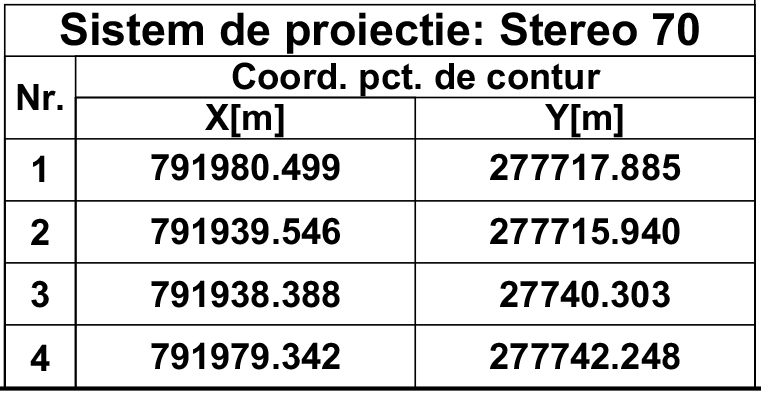 Sistem de proiectie: Stereo 70
Nr. Coord. pct. de contur
X[m] Y[m]
1 791980.499 277717.885
2 791939.546 277715.940
3 791938.388 27740.303
4 791979.342 277742.248